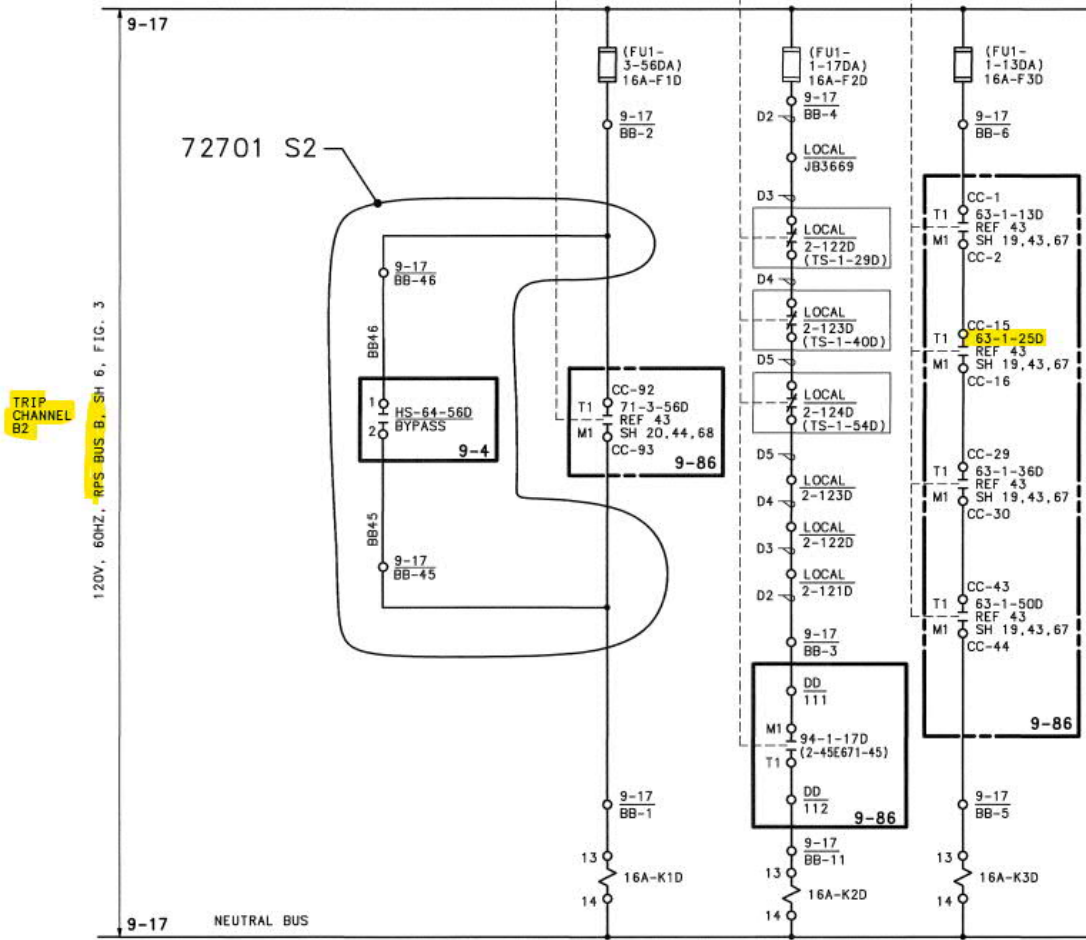 9-17
72701 S2
TRIP
CHANNEL
B2
120V, 60HZ, RPS BUS B, SH 6, FIG. 3
9-17
BB-46
BB46
1
2
HS-64-56D
BYPASS
9-4
BB45
9-17
BB-45
(FU1-
3-56DA)
16A-F1D
9-17
BB-2
CC-92
T1
71-3-56D
REF 43
M1
SH 20,44,68
CC-93
9-86
9-17
BB-1
13
16A-K1D
14
(FU1-
1-17DA)
16A-F2D
9-17
BB-4
D2
LOCAL
JB3669
D3
LOCAL
2-122D
(TS-1-29D)
D4
LOCAL
2-123D
(TS-1-40D)
D5
LOCAL
2-124D
(TS-1-54D)
D5
LOCAL
2-123D
D4
LOCAL
2-122D
D3
LOCAL
2-121D
D2
9-17
BB-3
DD
111
M1
94-1-17D
(2-45E671-45)
T1
DD
112
9-86
9-17
BB-11
13
16A-K2D
14
(FU1-
1-13DA)
16A-F3D
9-17
BB-6
CC-1
T1
63-1-13D
REF 43
M1
SH 19,43,67
CC-2
CC-15
T1
63-1-25D
REF 43
M1
SH 19,43,67
CC-16
CC-29
T1
63-1-36D
REF 43
M1
SH 19,43,67
CC-30
CC-43
T1
63-1-50D
REF 43
M1
SH 19,43,67
CC-44
9-86
9-17
BB-5
13
16A-K3D
14
9-17
NEUTRAL BUS